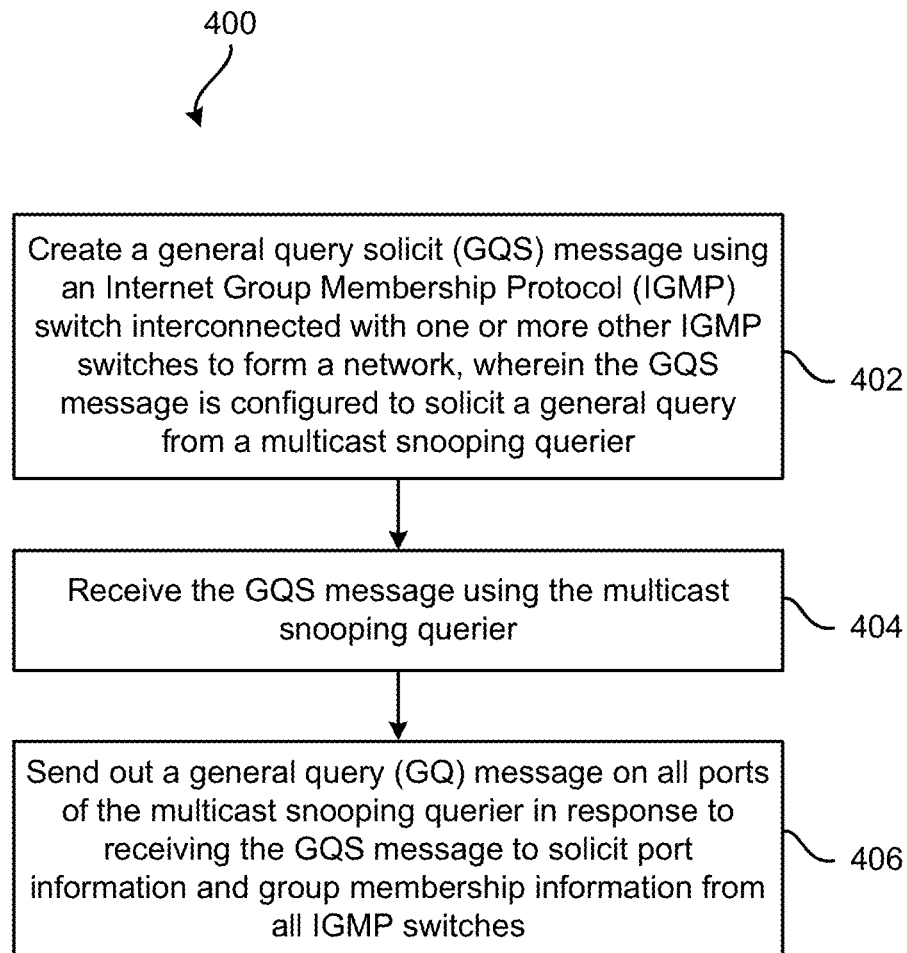 400
Create a general query solicit (GQS) message using
an Internet Group Membership Protocol (IGMP)
switch interconnected with one or more other IGMP
switches to form a network, wherein the GQS
message is configured to solicit a general query
from a multicast snooping querier
402
Receive the GQS message using the multicast
snooping querier
404
Send out a general query (GQ) message on all ports
of the multicast snooping querier in response to
receiving the GQS message to solicit port
information and group membership information from
all IGMP switches
406